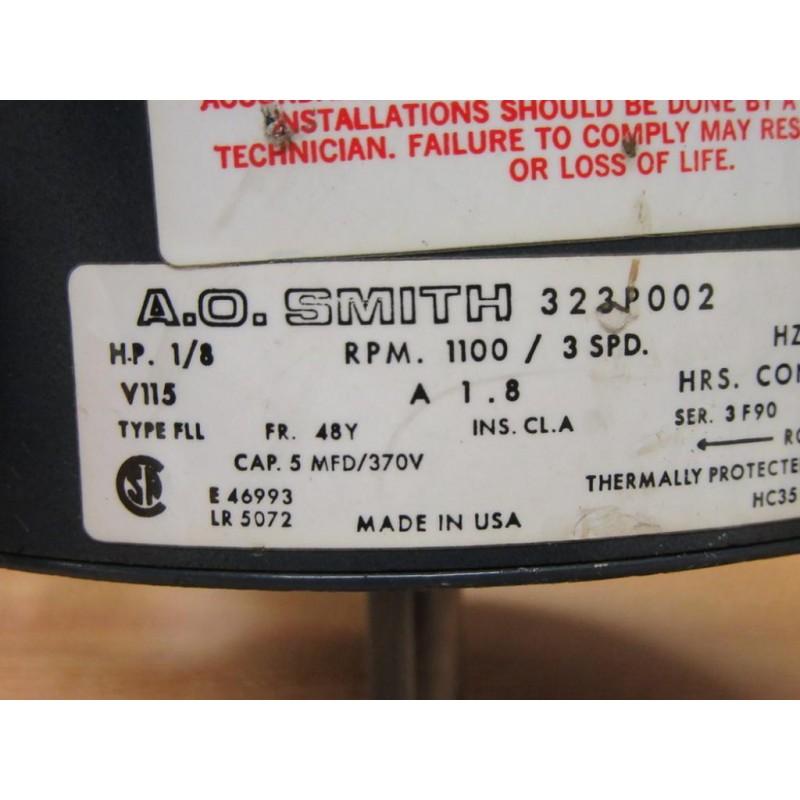 INSTALLATIONS SHOULD BE DONE BY A
TECHNICIAN. FAILURE TO COMPLY MAY RES
OR LOSS OF LIFE.
A.O. SMITH 323P002
H.P. 1/8 RPM. 1100 / 3 SPD. HZ
V115 A 1.8 HRS. CON
TYPE FLL FR. 48Y INS. CL.A SER. 3F90
CAP. 5 MFD/370V RO
SA E 46993 THERMALLY PROTECTE
LR 5072 MADE IN USA HC35